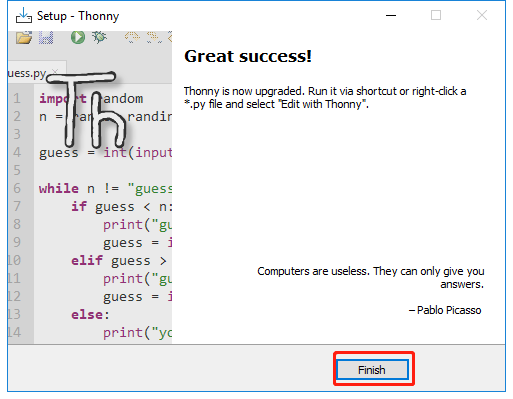 Setup - Thonny
Great success!
Thonny is now upgraded. Run it via shortcut or right-click a
*.py file and select "Edit with Thonny".
uess.py
Th
1 import random
2 n = random.randin
3
4 guess = int(input
5
6 while n != "guess
7 if guess < n:
8 print("gu
9 guess = i
10 elif guess >
11 print("gu
12 guess = i
13 else:
14 print("yo
Computers are useless. They can only give you
answers.
– Pablo Picasso
Finish